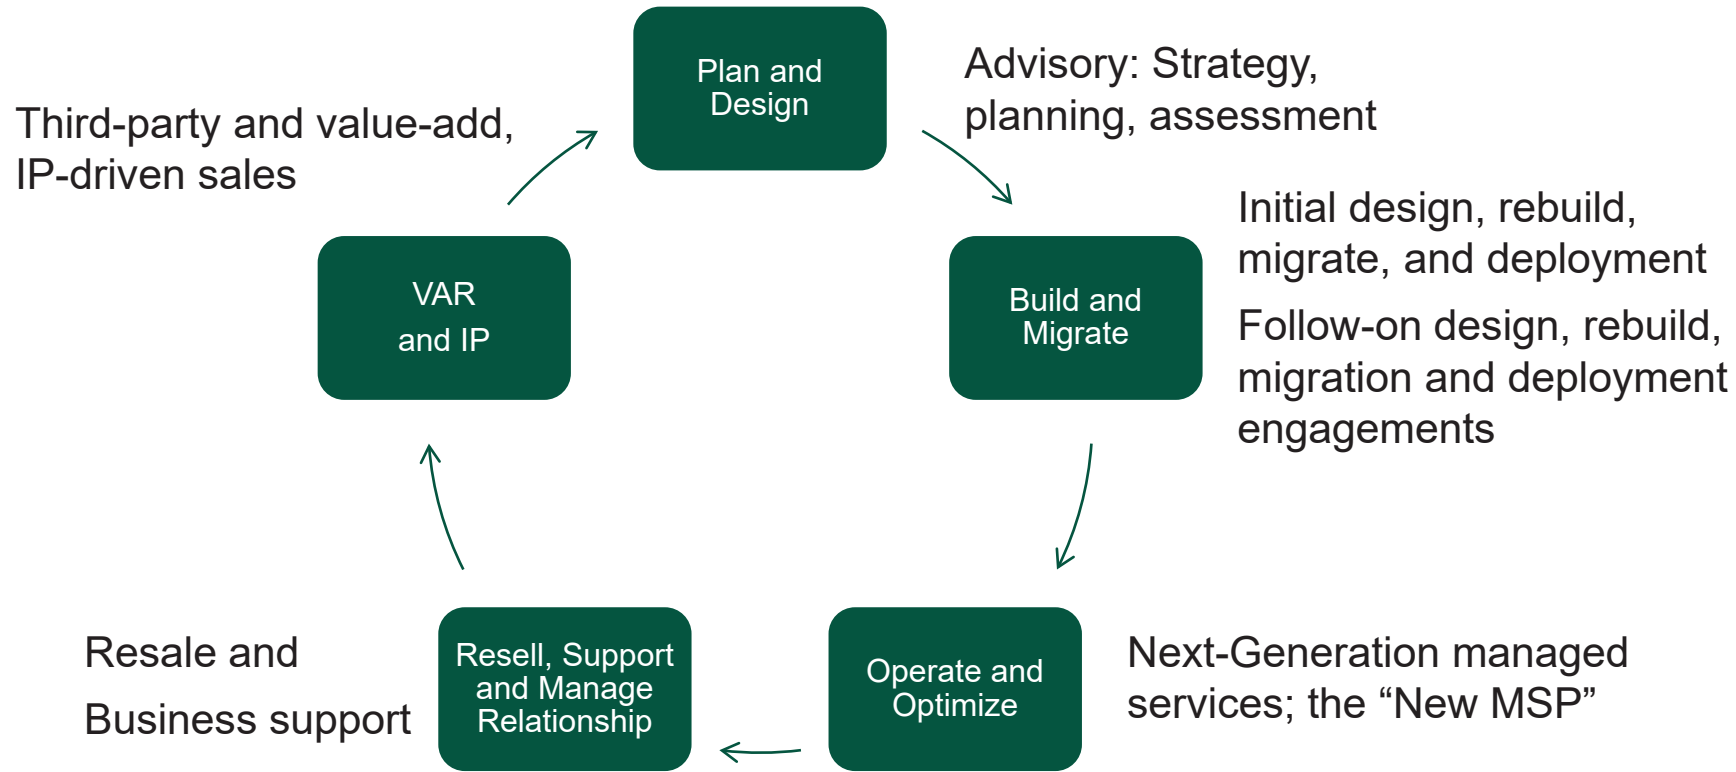 Plan and
Design
Advisory: Strategy,
planning, assessment
Third-party and value-add,
IP-driven sales
Initial design, rebuild,
migrate, and deployment
Follow-on design, rebuild,
migration and deployment
engagements
VAR
and IP
Build and
Migrate
Resale and
Business support
Resell, Support
and Manage
Relationship
Operate and
Optimize
Next-Generation managed
services; the “New MSP”